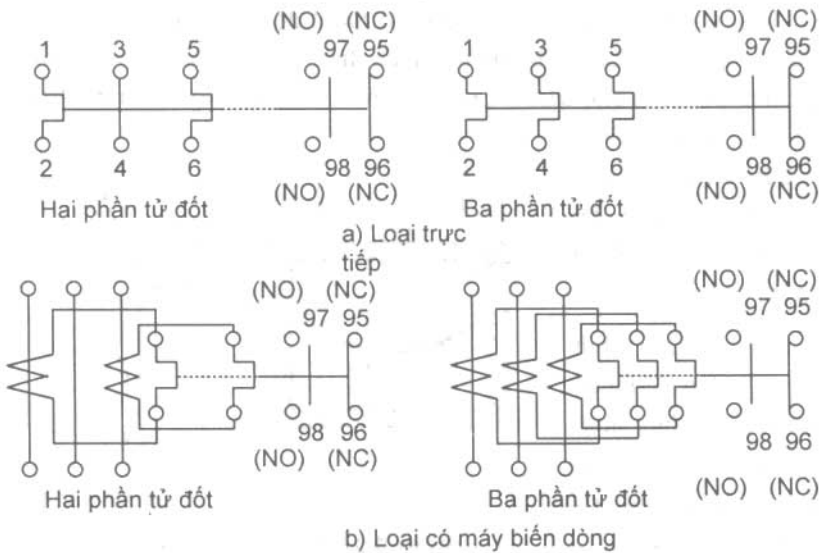 (NO) (NC)
1 3 5 97 95
2 4 6 98 96
(NO) (NC)
Hai phần tử đốt
(NO) (NC)
1 3 5 97 95
2 4 6 98 96
(NO) (NC)
Ba phần tử đốt
a) Loại trực
tiếp
(NO) (NC)
97 95
98 96
(NO) (NC)
Hai phần tử đốt
(NO) (NC)
97 95
98 96
(NO) (NC)
Ba phần tử đốt
b) Loại có máy biến dòng